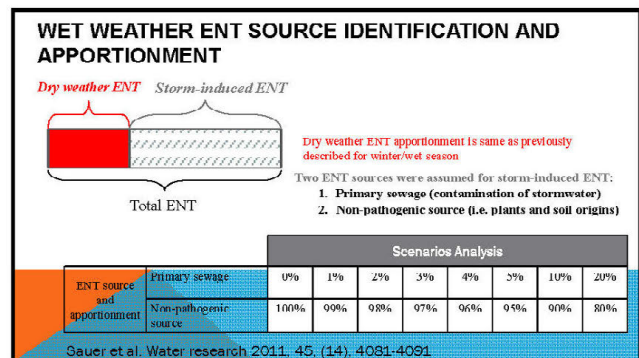 WET WEATHER ENT SOURCE IDENTIFICATION AND
APPORTIONMENT
Dry weather ENT Storm-induced ENT
Total ENT
Dry weather ENT apportionment is same as previously
described for winter/wet season
Two ENT sources were assumed for storm-induced ENT:
1. Primary sewage (contamination of stormwater)
2. Non-pathogenic source (i.e. plants and soil origins)
Scenarios Analysis
ENT source
and
apportionment
Primary sewage 0% 1% 2% 3% 4% 5% 10% 20%
Non-pathogenic
source
100% 99% 98% 97% 96% 95% 90% 80%
Sauer et al. Water research 2011, 45, (14), 4081-4091